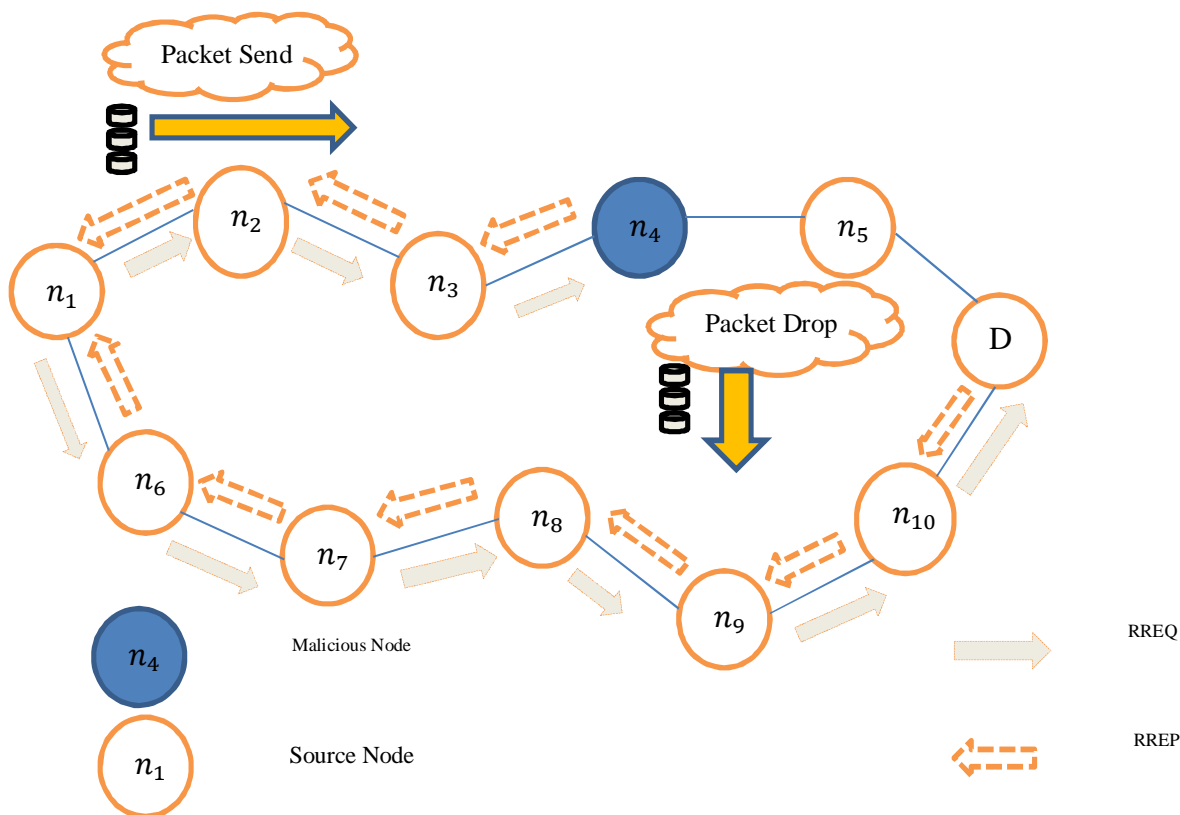 Packet Send
n₂
n₄
n₅
n₁
n₃
Packet Drop
D
n₆
n₈
n₁₀
n₇
n₉
n₄
Malicious Node
RREQ
n₁
Source Node
RREP